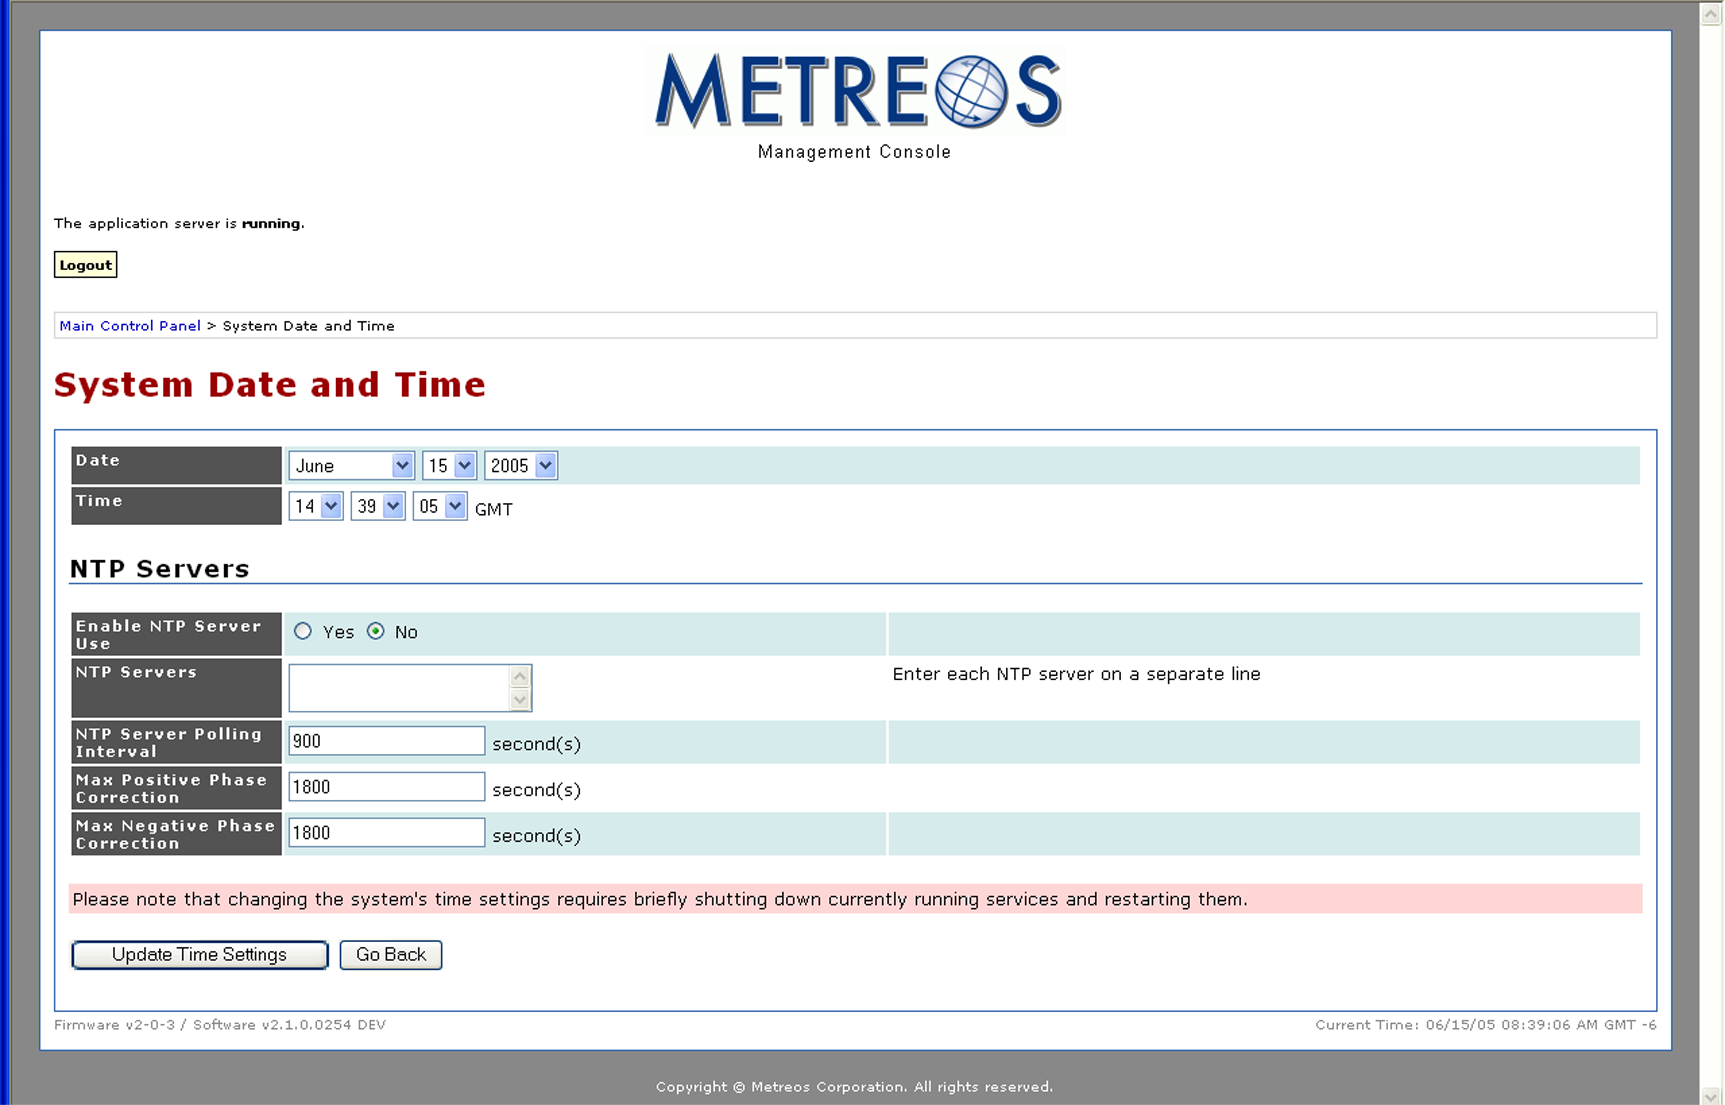 METREOS
Management Console
The application server is running.
Logout
Main Control Panel > System Date and Time
System Date and Time
Date June 15 2005
Time 14 39 05 GMT
NTP Servers
Enable NTP Server Use Yes No
NTP Servers Enter each NTP server on a separate line
NTP Server Polling Interval 900 second(s)
Max Positive Phase Correction 1800 second(s)
Max Negative Phase Correction 1800 second(s)
Please note that changing the system's time settings requires briefly shutting down currently running services and restarting them.
Update Time Settings Go Back
Firmware v2-0-3 / Software v2.1.0.0254 DEV Current Time: 06/15/05 08:39:06 AM GMT -6
Copyright © Metreos Corporation. All rights reserved.